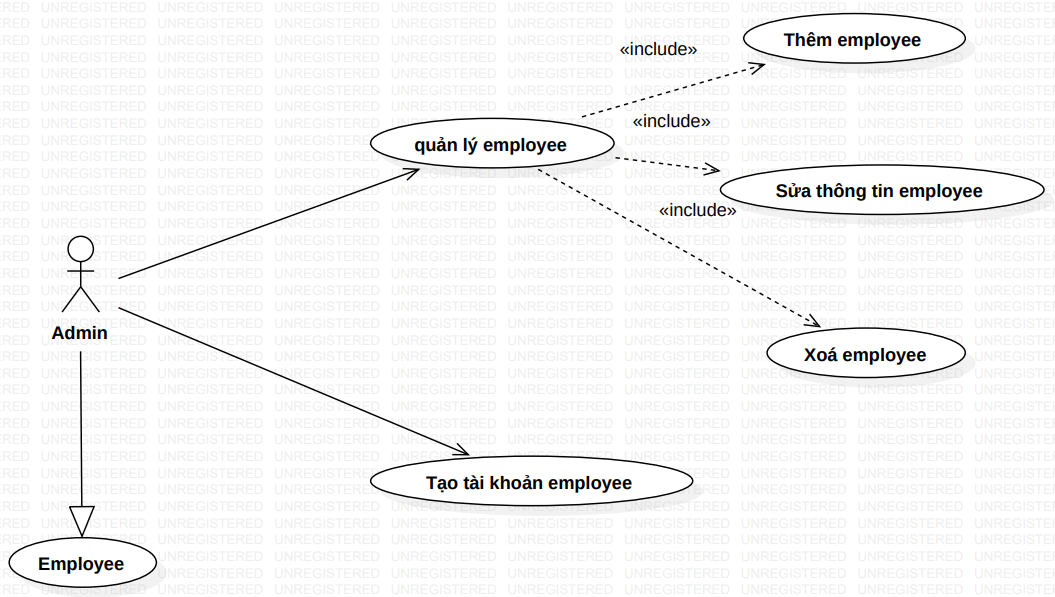 Thêm employee
«include»
«include»
quản lý employee
Sửa thông tin employee
«include»
Admin
Xoá employee
Tạo tài khoản employee
Employee
UNREGISTERED